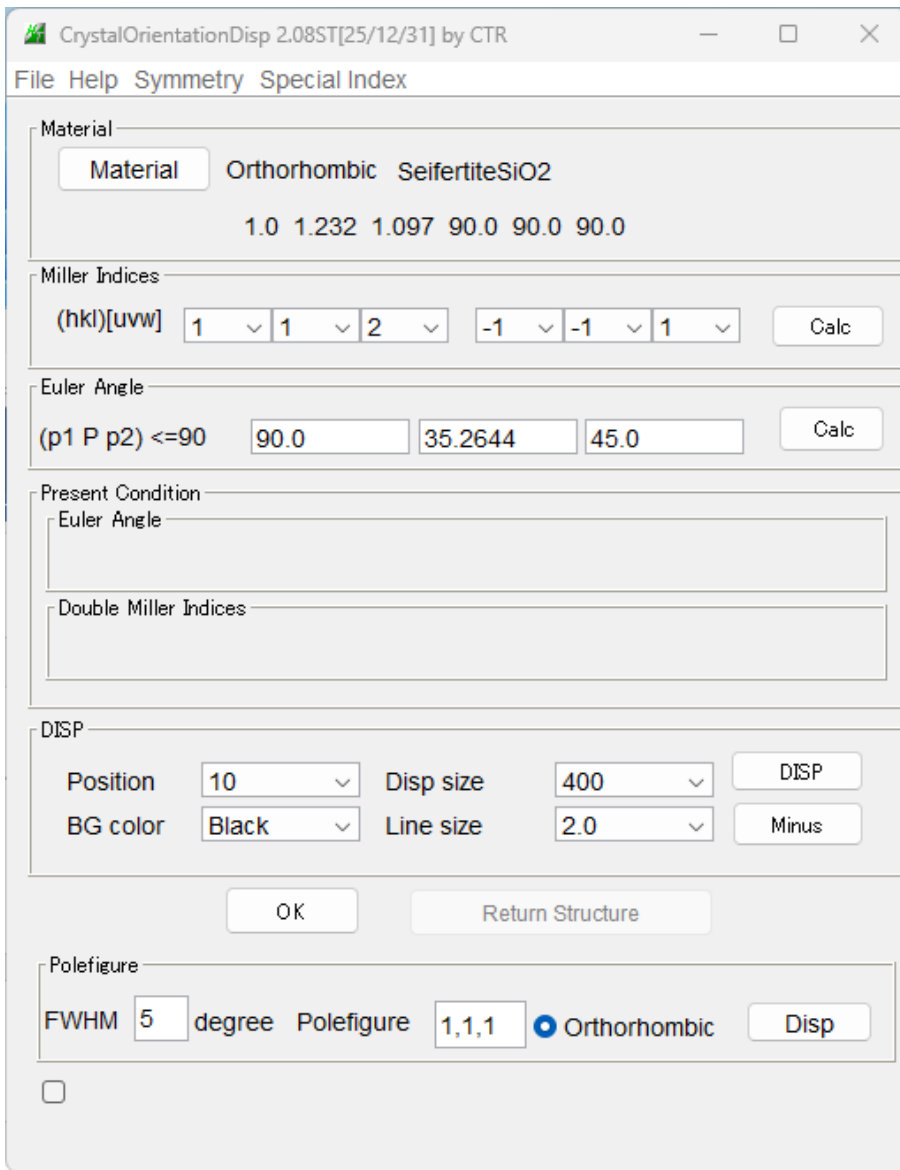 CrystalOrientationDisp 2.08ST[25/12/31] by CTR
File Help Symmetry Special Index
Material
Material Orthorhombic SeifertiteSiO2
1.0 1.232 1.097 90.0 90.0 90.0
Miller Indices
(hkl)[uvw] 1 1 2 -1 -1 1 Calc
Euler Angle
(p1 P p2) <=90 90.0 35.2644 45.0 Calc
Present Condition
Euler Angle
Double Miller Indices
DISP
Position 10 Disp size 400 DISP
BG color Black Line size 2.0 Minus
OK Return Structure
Polefigure
FWHM 5 degree Polefigure 1,1,1 Orthorhombic Disp